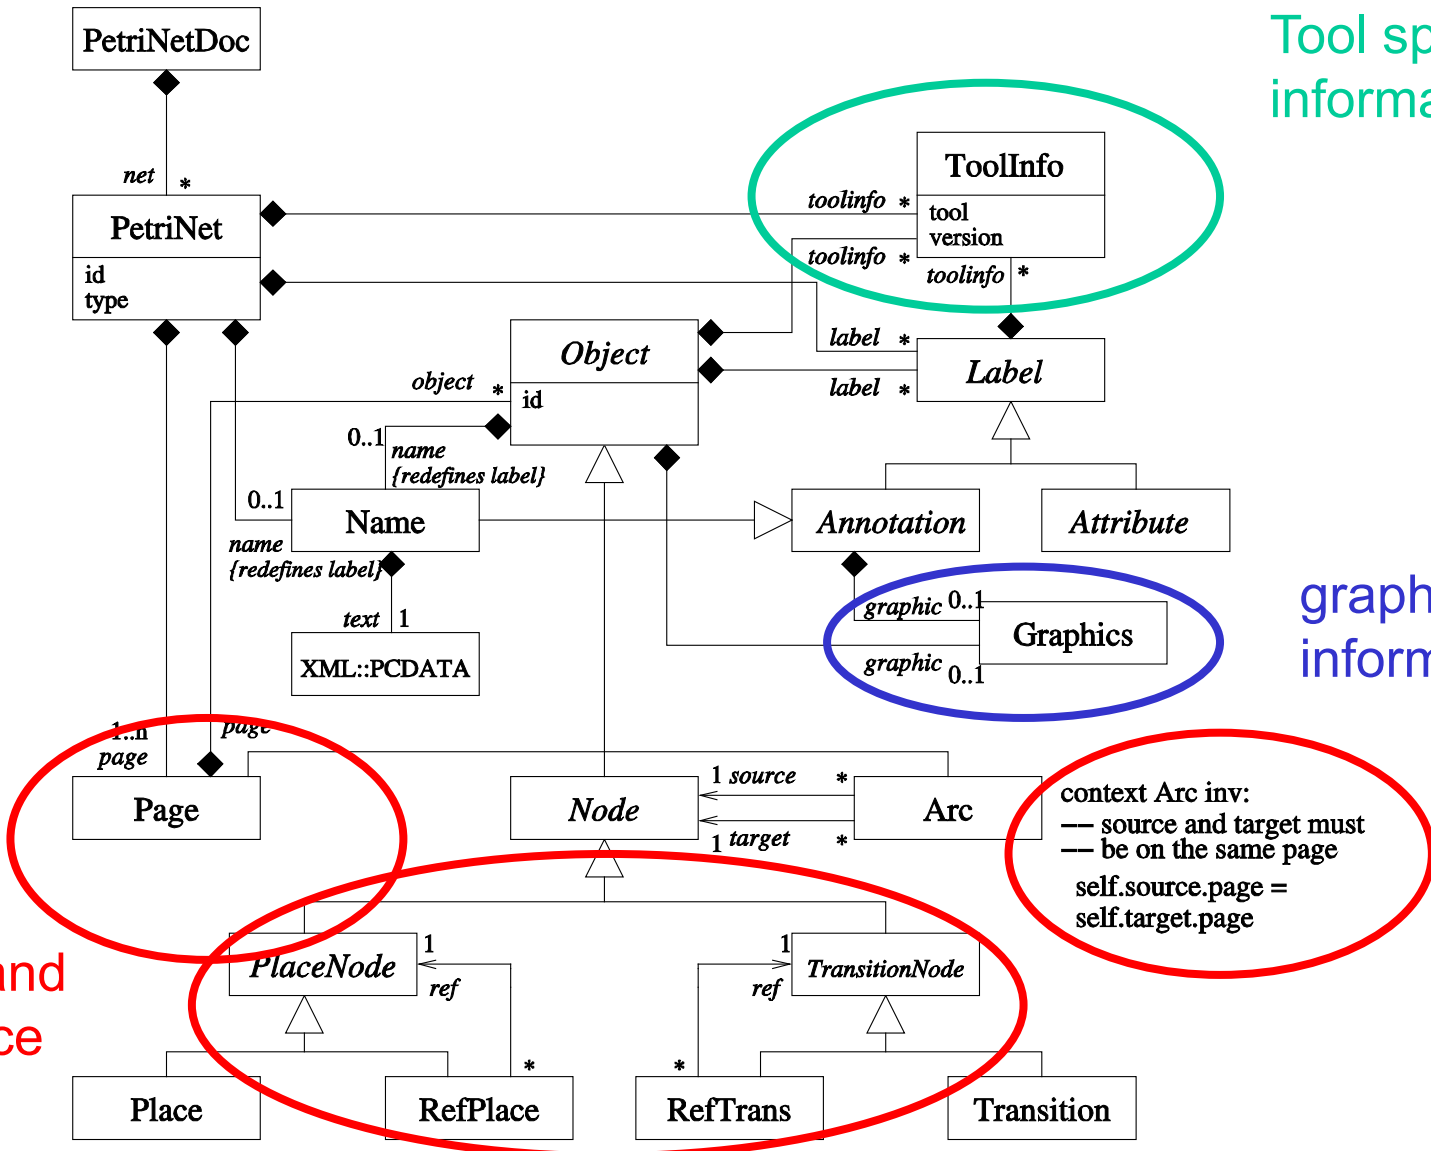 PetriNetDoc
Tool sp
informa
net *
PetriNet
id
type
ToolInfo
tool
version
toolinfo *
toolinfo *
toolinfo *
Object
id
label *
label *
Label
object *
0..1
name
{redefines label}
0..1
name
{redefines label}
Name
Annotation
Attribute
text 1
XML::PCDATA
graphic 0..1
graphic 0..1
Graphics
graph
inform
1..n
page
page
Page
Node
1 source *
1 target *
Arc
context Arc inv:
-- source and target must
-- be on the same page
self.source.page =
self.target.page
and
ce
PlaceNode
1
ref
*
TransitionNode
1
ref
*
Place
RefPlace
RefTrans
Transition